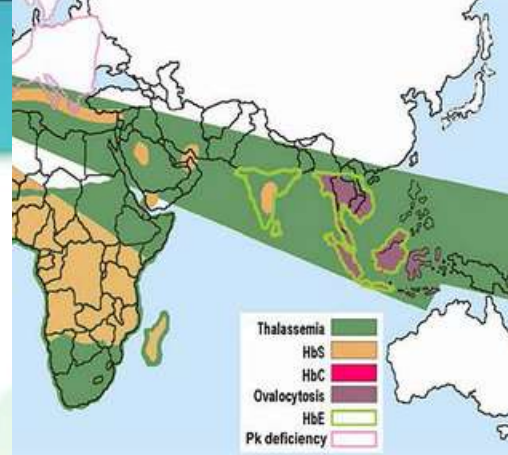 Thalassemia
HbS
HbC
Ovalocytosis
HbE
Pk deficiency